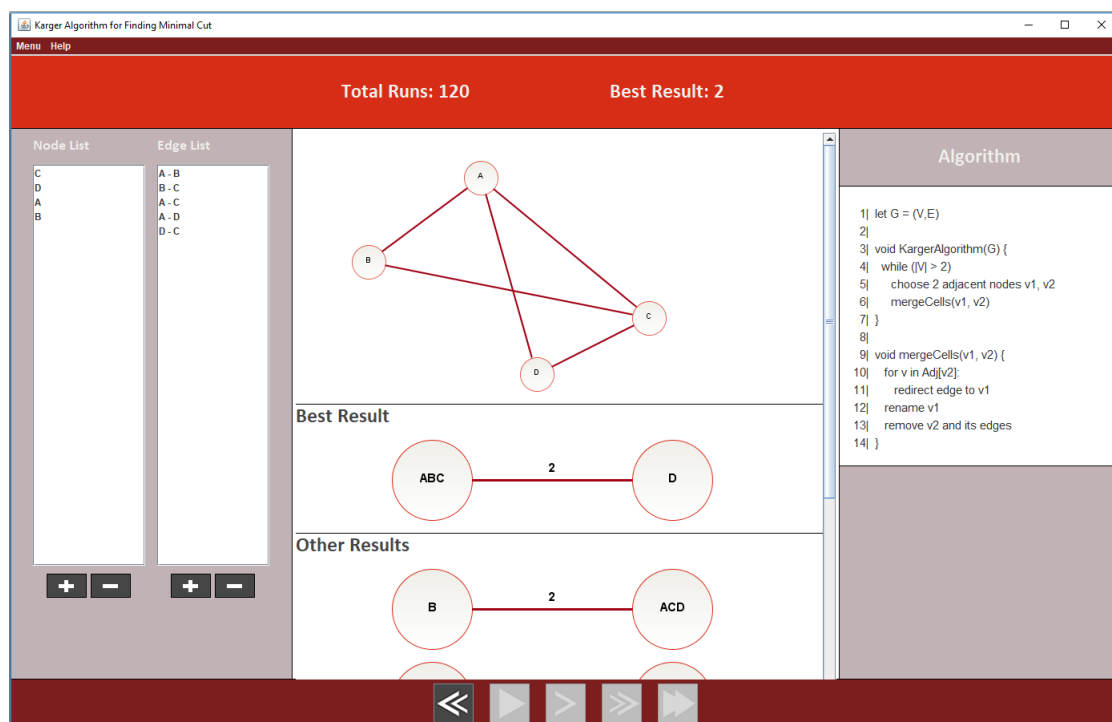 Karger Algorithm for Finding Minimal Cut
Menu Help
Total Runs: 120 Best Result: 2
Node List
C
D
A
B
Edge List
A - B
B - C
A - C
A - D
D - C
A
B
C
D
Best Result
ABC 2 D
Other Results
B 2 ACD
Algorithm
1| let G = (V,E)
2|
3| void KargerAlgorithm(G) {
4| while (|V| > 2)
5| choose 2 adjacent nodes v1, v2
6| mergeCells(v1, v2)
7| }
8|
9| void mergeCells(v1, v2) {
10| for v in Adj[v2]:
11| redirect edge to v1
12| rename v1
13| remove v2 and its edges
14| }